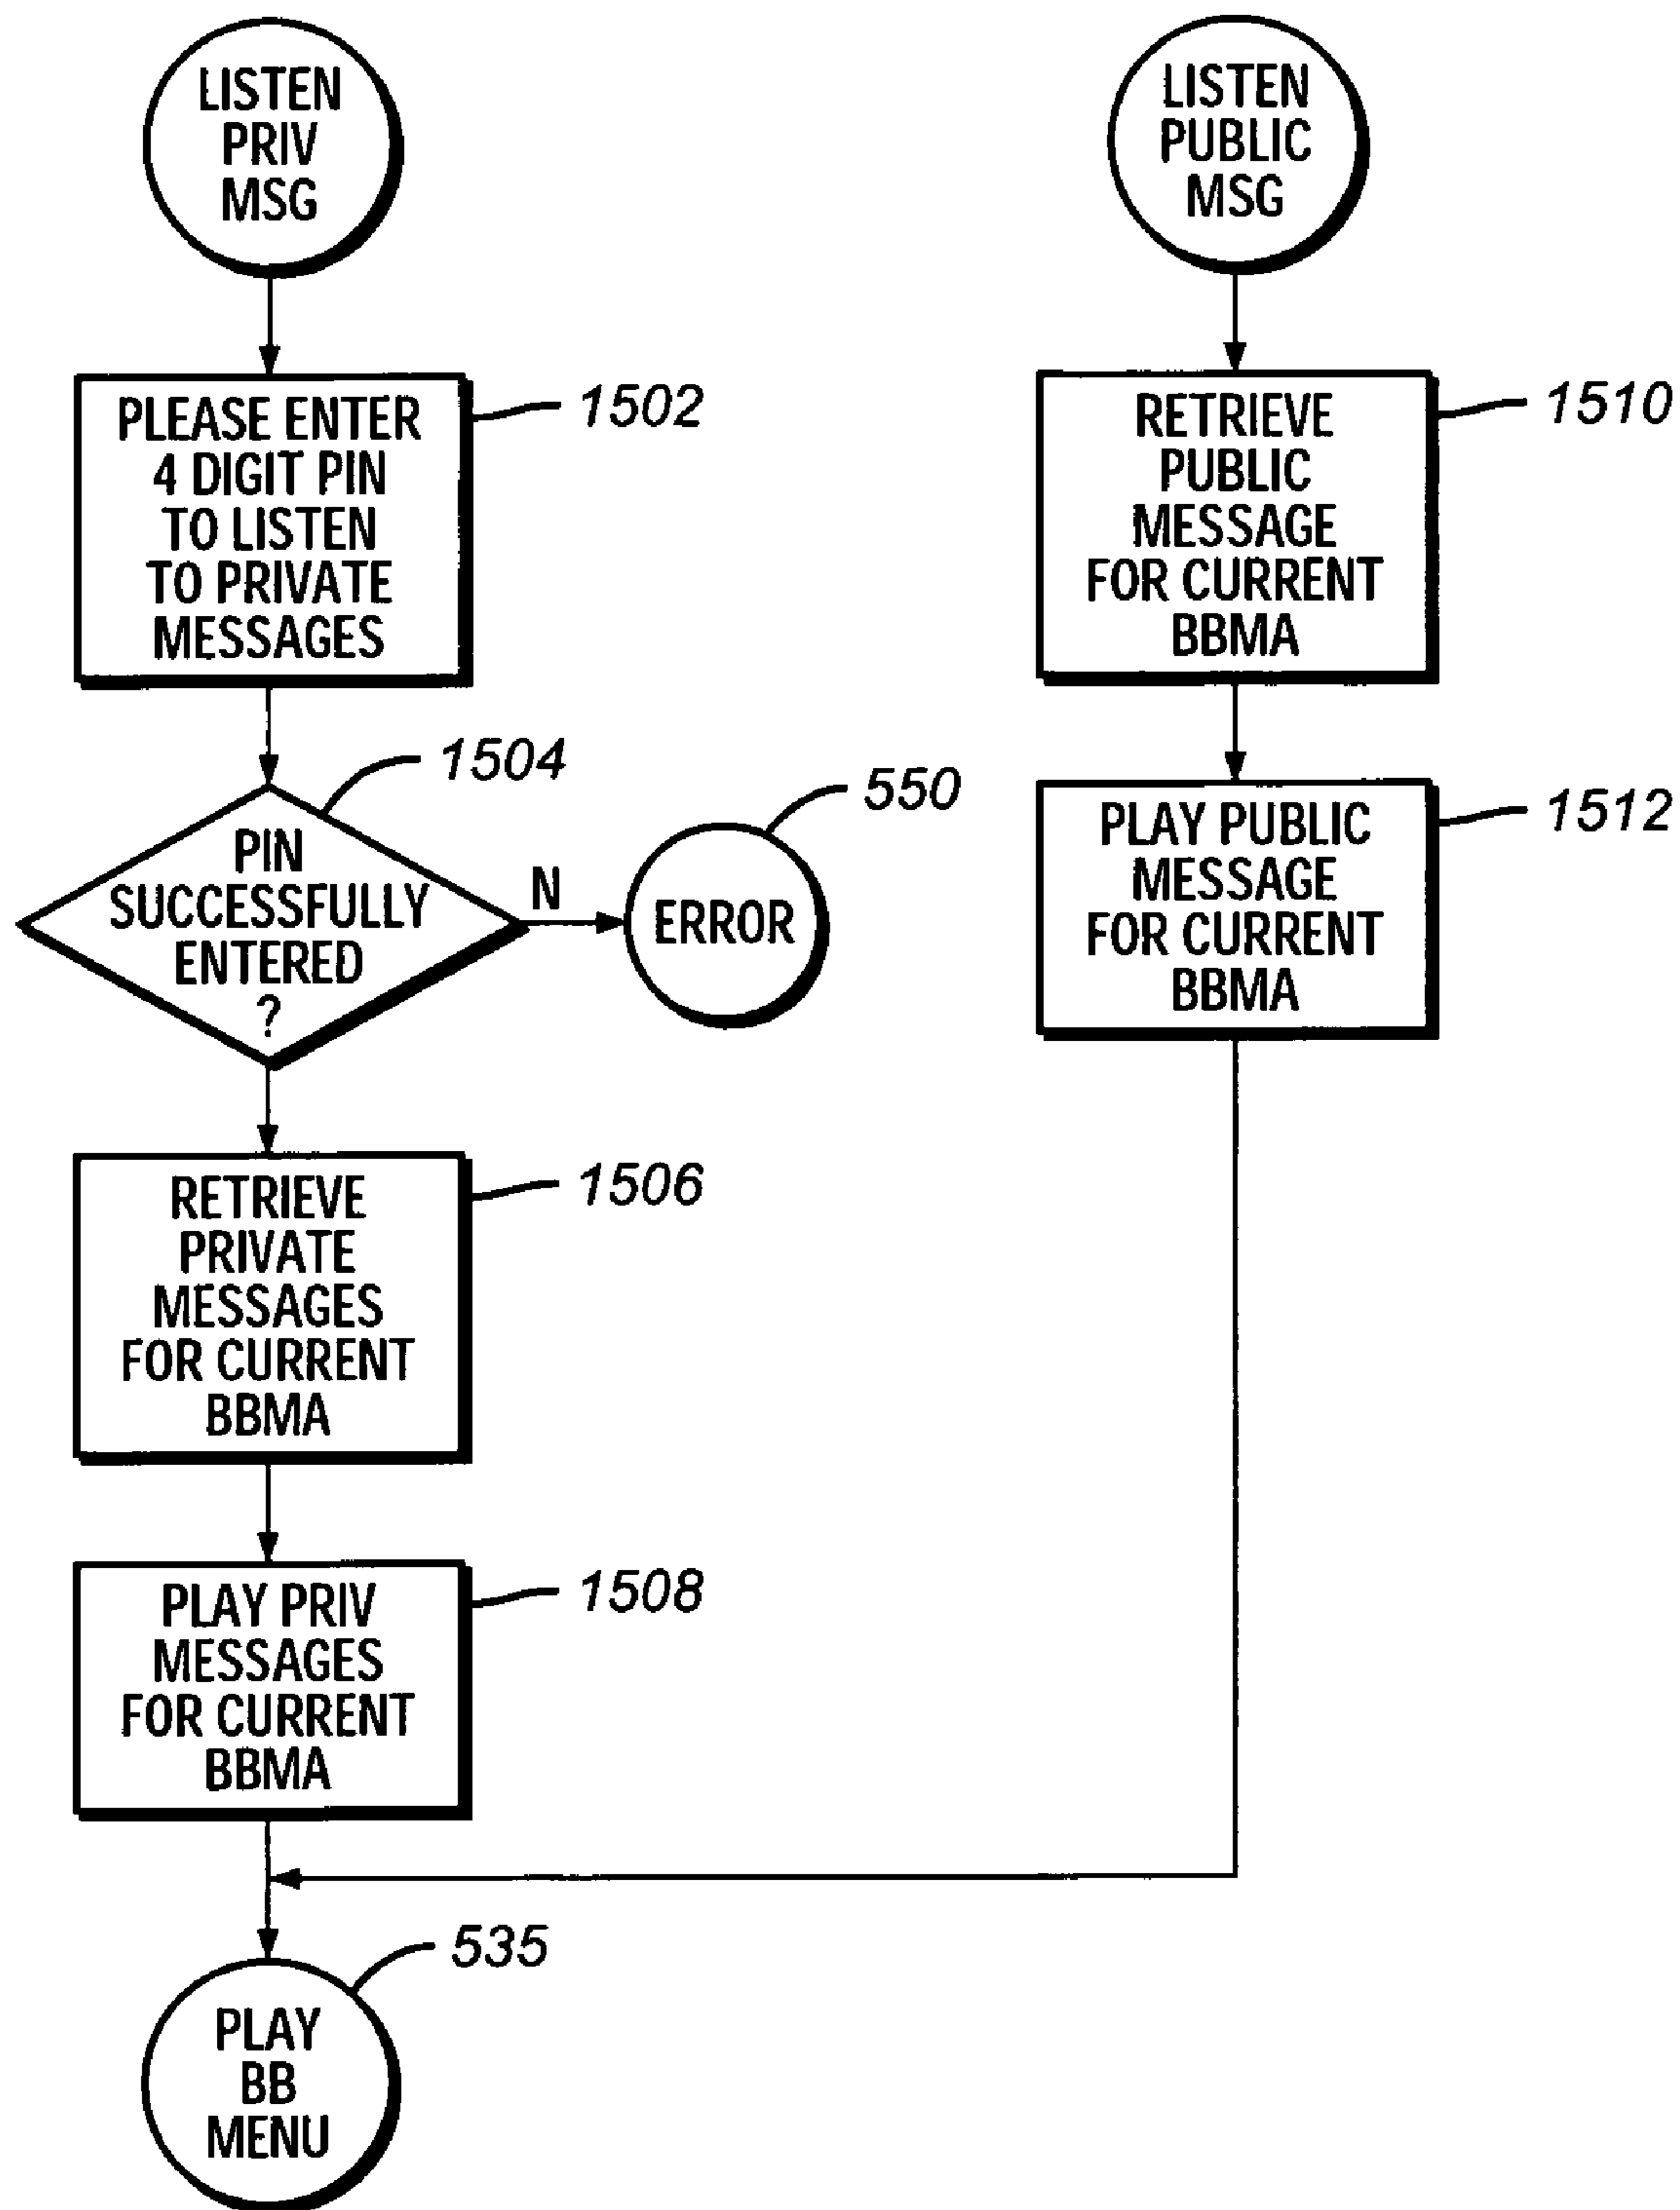 LISTEN
PRIV
MSG
PLEASE ENTER
4 DIGIT PIN
TO LISTEN
TO PRIVATE
MESSAGES
1502
PIN
SUCCESSFULLY
ENTERED
?
1504
N
ERROR
550
RETRIEVE
PRIVATE
MESSAGES
FOR CURRENT
BBMA
1506
PLAY PRIV
MESSAGES
FOR CURRENT
BBMA
1508
PLAY
BB
MENU
535
LISTEN
PUBLIC
MSG
RETRIEVE
PUBLIC
MESSAGE
FOR CURRENT
BBMA
1510
PLAY PUBLIC
MESSAGE
FOR CURRENT
BBMA
1512